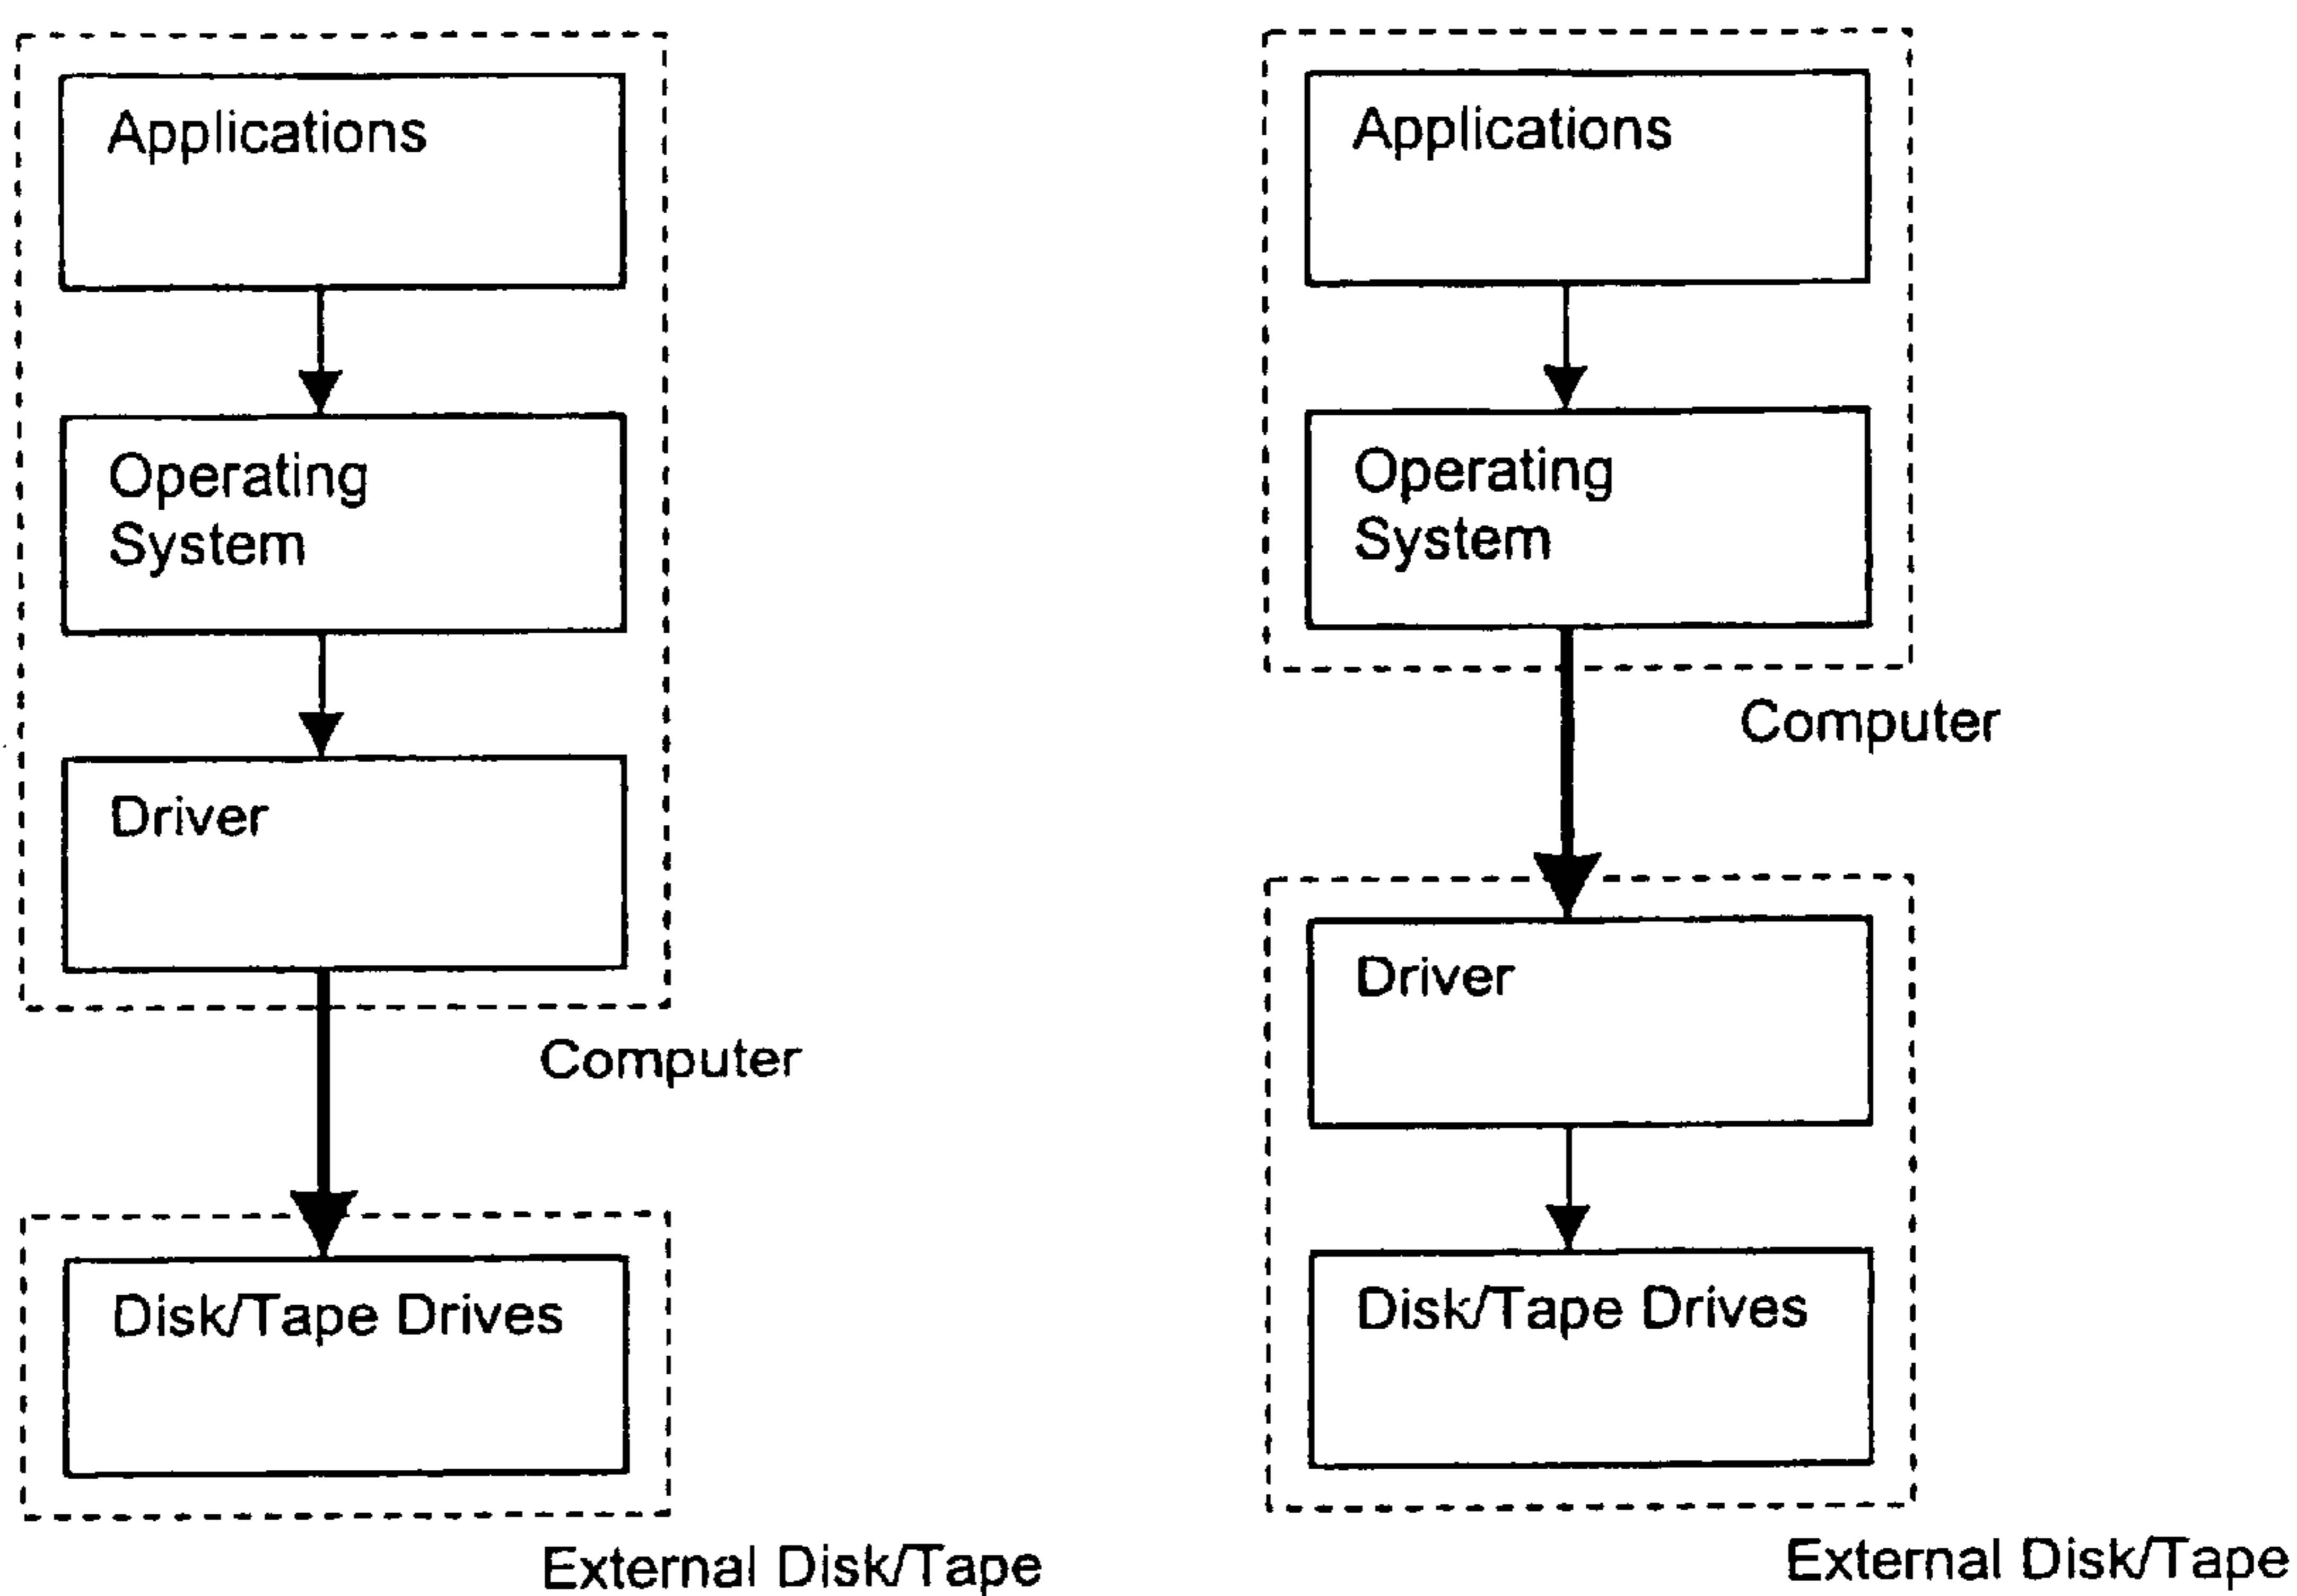 Applications
Operating
System
Driver
Computer
Disk/Tape Drives
External Disk/Tape
Applications
Operating
System
Computer
Driver
Disk/Tape Drives
External Disk/Tape